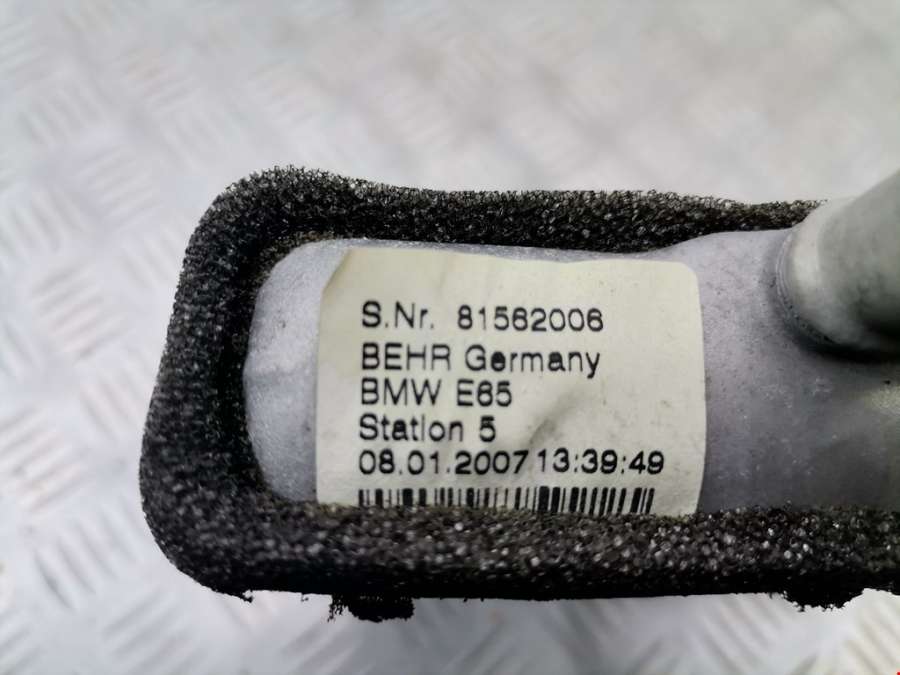 S.Nr. 81562006
BEHR Germany
BMW E65
Station 5
08.01.2007 13:39:49